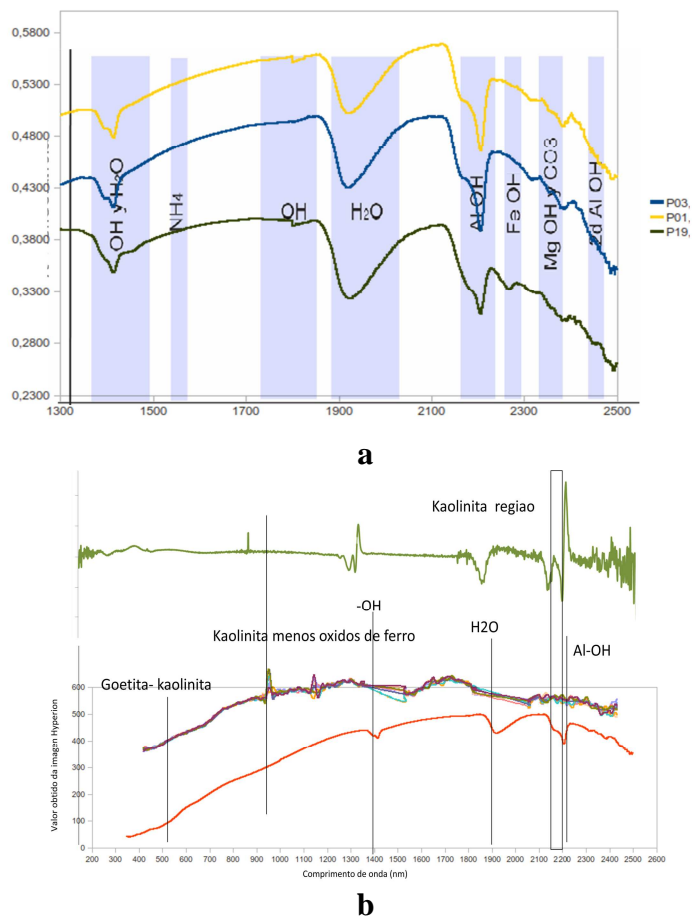 0,5800
0,5300
0,4800
0,4300
0,3800
0,3300
0,2800
0,2300
OH y H2O
NH4
OH
H2O
Al OH
Fe OH
Mg OH y CO3
2d Al OH
P03,
P01,
P19,
1300 1500 1700 1900 2100 2300 2500
a
Kaolinita regiao
-OH
Kaolinita menos oxidos de ferro
H2O
Al-OH
Goetita- kaolinita
600
500
400
300
200
100
0
Valor obtido da imagen Hyperion
200 300 400 500 600 700 800 900 1000 1100 1200 1300 1400 1500 1600 1700 1800 1900 2000 2100 2200 2300 2400 2500 2600
Comprimento de onda (nm)
b